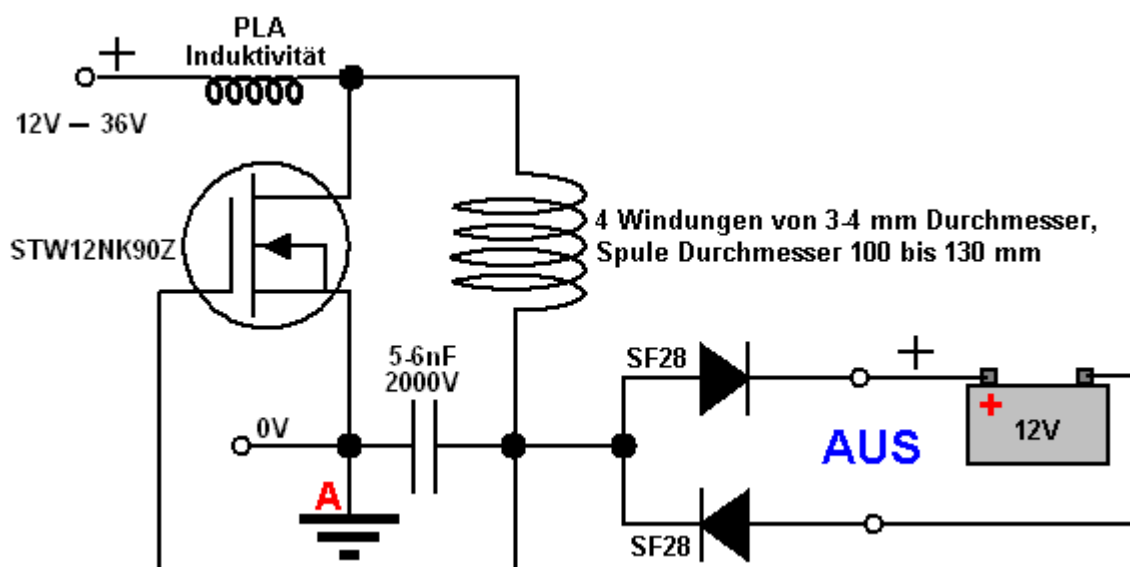 PLA
Induktivität
+
12V – 36V
STW12NK90Z
4 Windungen von 3-4 mm Durchmesser,
Spule Durchmesser 100 bis 130 mm
5-6nF
2000V
SF28
+
+
12V
0V
AUS
A
SF28